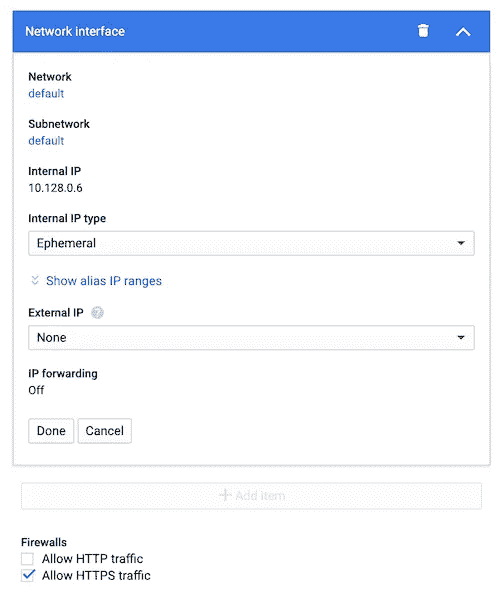 Network interface
Network
default
Subnetwork
default
Internal IP
10.128.0.6
Internal IP type
Ephemeral
Show alias IP ranges
External IP
None
IP forwarding
Off
Done Cancel
+ Add item
Firewalls
Allow HTTP traffic
Allow HTTPS traffic